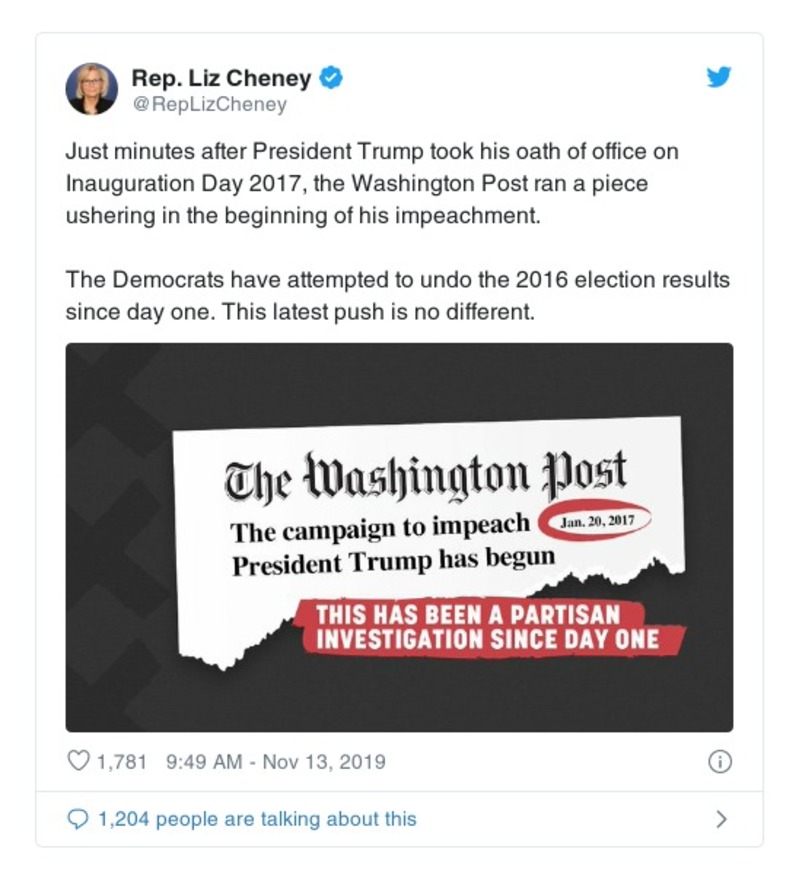 Rep. Liz Cheney
@RepLizCheney
Just minutes after President Trump took his oath of office on
Inauguration Day 2017, the Washington Post ran a piece
ushering in the beginning of his impeachment.
The Democrats have attempted to undo the 2016 election results
since day one. This latest push is no different.
The Washington Post
The campaign to impeach Jan. 20, 2017
President Trump has begun
THIS HAS BEEN A PARTISAN
INVESTIGATION SINCE DAY ONE
1,781 9:49 AM - Nov 13, 2019
1,204 people are talking about this